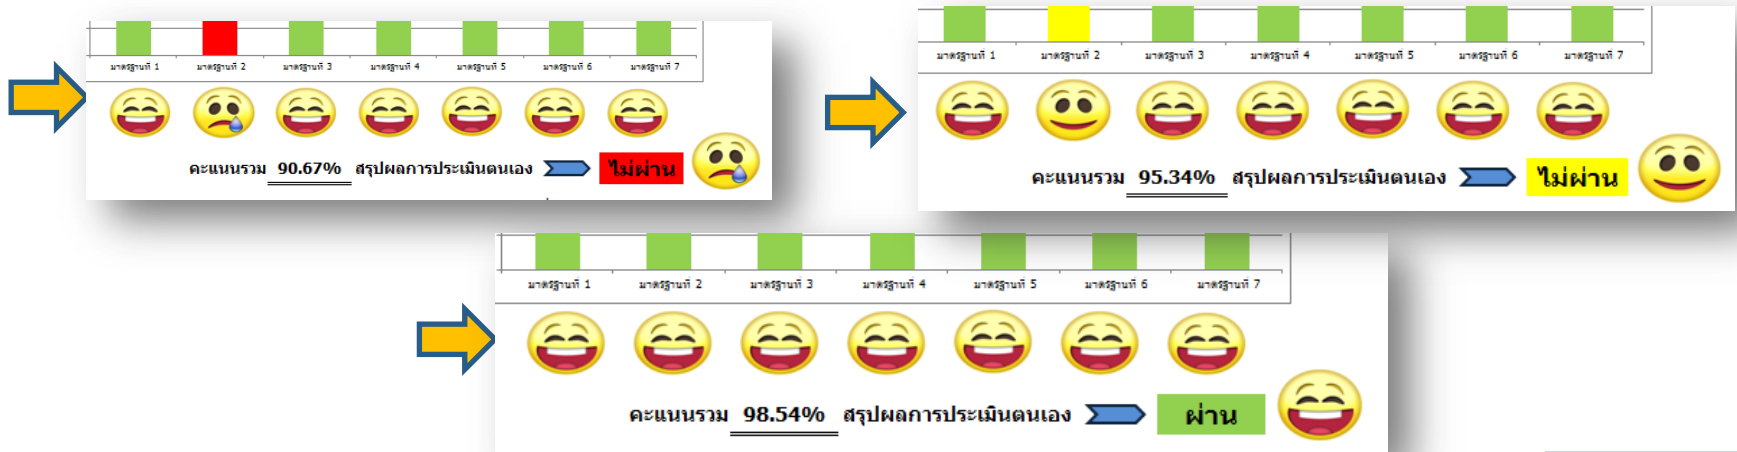 มาตรฐานที่ 1 มาตรฐานที่ 2 มาตรฐานที่ 3 มาตรฐานที่ 4 มาตรฐานที่ 5 มาตรฐานที่ 6 มาตรฐานที่ 7
คะแนนรวม 90.67% สรุปผลการประเมินตนเอง ไม่ผ่าน
มาตรฐานที่ 1 มาตรฐานที่ 2 มาตรฐานที่ 3 มาตรฐานที่ 4 มาตรฐานที่ 5 มาตรฐานที่ 6 มาตรฐานที่ 7
คะแนนรวม 95.34% สรุปผลการประเมินตนเอง ไม่ผ่าน
มาตรฐานที่ 1 มาตรฐานที่ 2 มาตรฐานที่ 3 มาตรฐานที่ 4 มาตรฐานที่ 5 มาตรฐานที่ 6 มาตรฐานที่ 7
คะแนนรวม 98.54% สรุปผลการประเมินตนเอง ผ่าน